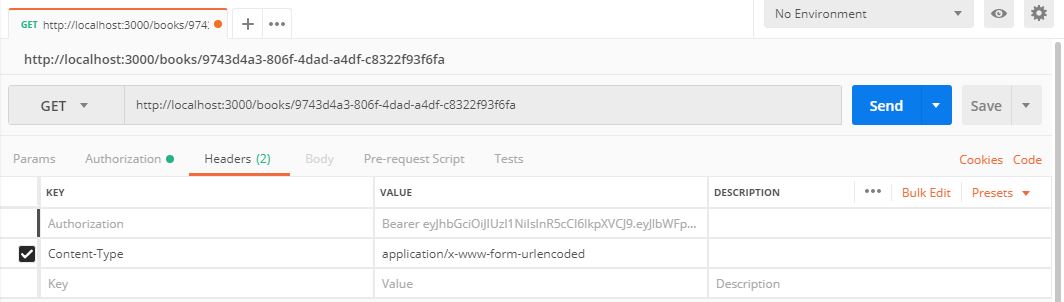 GET http://localhost:3000/books/974:
No Environment
http://localhost:3000/books/9743d4a3-806f-4dad-a4df-c8322f93f6fa
GET http://localhost:3000/books/9743d4a3-806f-4dad-a4df-c8322f93f6fa Send Save
Params Authorization Headers (2) Body Pre-request Script Tests Cookies Code
KEY VALUE DESCRIPTION ••• Bulk Edit Presets
Authorization Bearer eyJhbGciOiJIUzI1NiIsInR5cCI6IkpXVCJ9.eyJlbWFp...
Content-Type application/x-www-form-urlencoded
Key Value Description